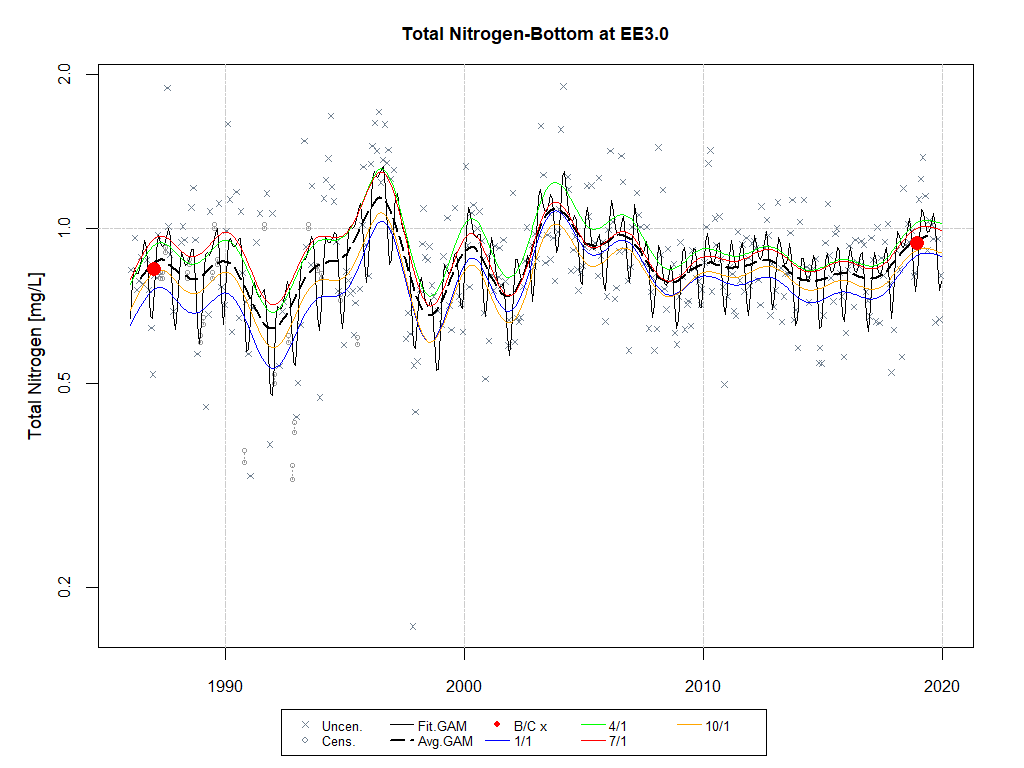 Total Nitrogen-Bottom at EE3.0
Total Nitrogen [mg/L]
2.0
1.0
0.5
0.2
1990 2000 2010 2020
Uncen. Fit.GAM B/C x 4/1 10/1
Cens. Avg.GAM 1/1 7/1